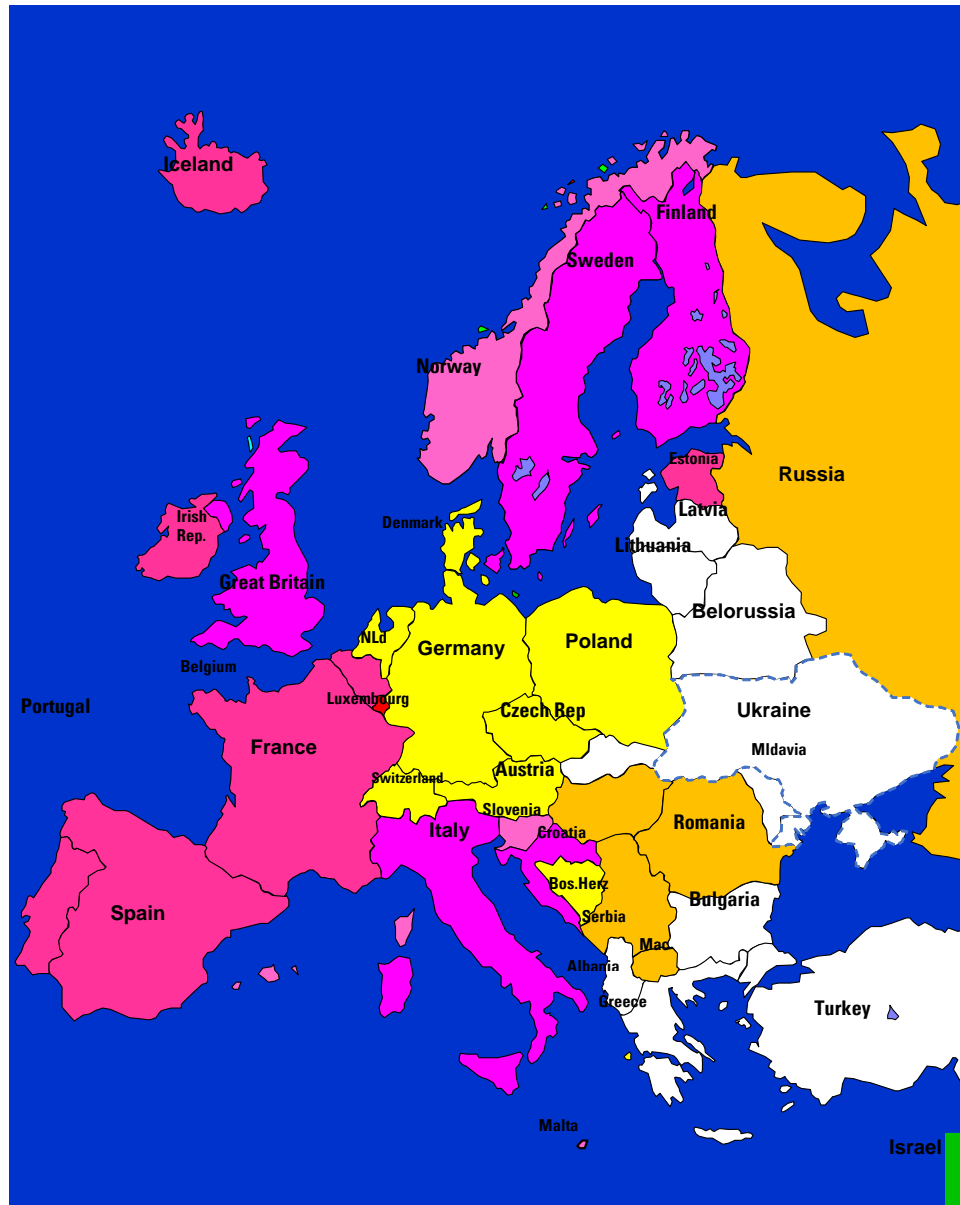 Iceland
Finland
Sweden
Norway
Estonia
Russia
Latvia
Irish
Rep.
Denmark
Lithuania
Great Britain
Belorussia
NLd
Germany
Poland
Belgium
Luxembourg
Portugal
Czech Rep
Ukraine
France
Mldavia
Switzerland
Austria
Slovenia
Italy
Croatia
Romania
Bos.Herz
Spain
Serbia
Bulgaria
Mac
Albania
Greece
Turkey
Malta
Israel